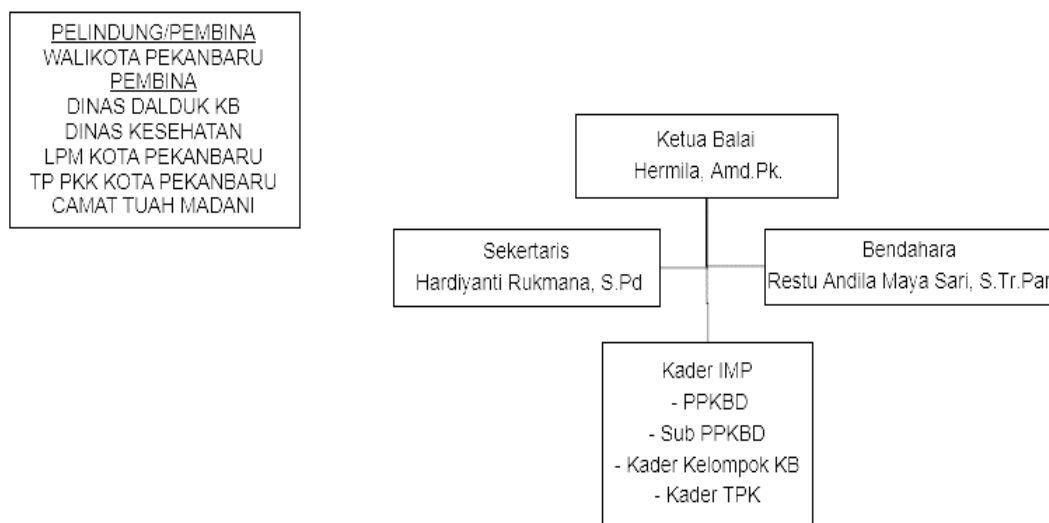 PELINDUNG/PEMBINA
WALIKOTA PEKANBARU
PEMBINA
DINAS DALDUK KB
DINAS KESEHATAN
LPM KOTA PEKANBARU
TP PKK KOTA PEKANBARU
CAMAT TUAH MADANI
Ketua Balai
Hermila, Amd.Pk.
Sekertaris
Hardiyanti Rukmana, S.Pd
Bendahara
Restu Andila Maya Sari, S.Tr.Par
Kader IMP
- PPKBD
- Sub PPKBD
- Kader Kelompok KB
- Kader TPK